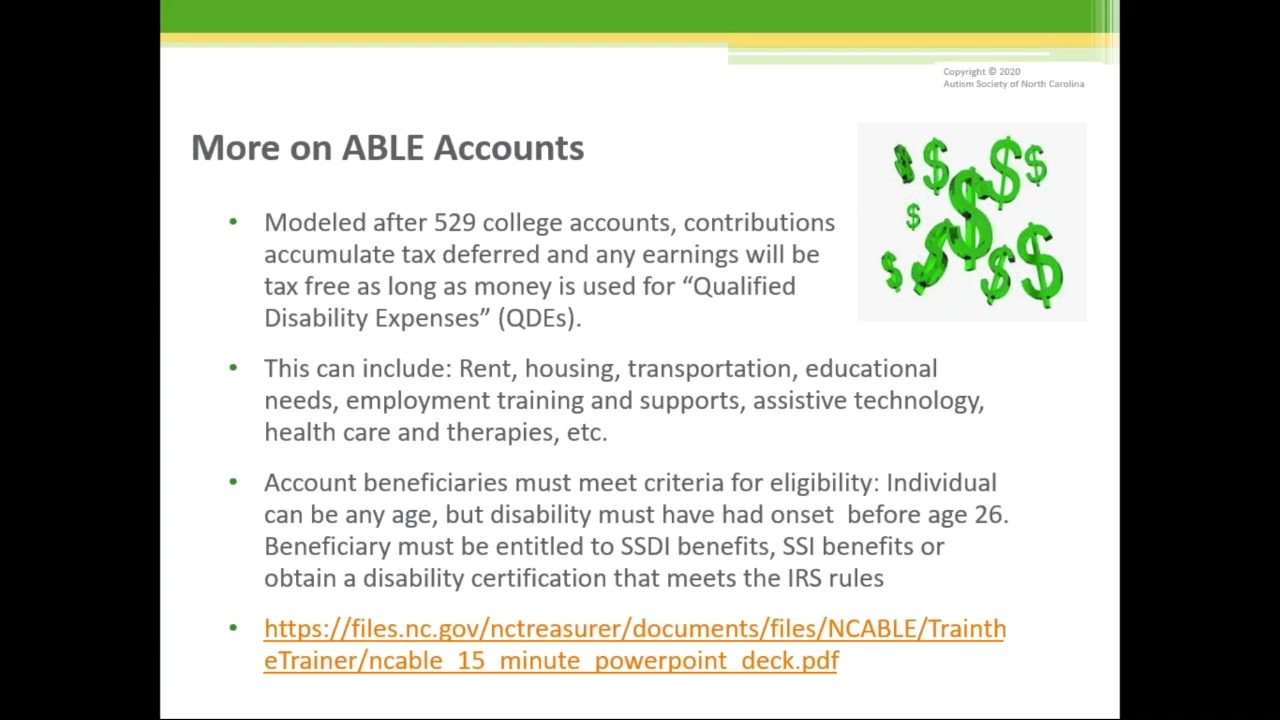 Copyright © 2020
Autism Society of North Carolina
More on ABLE Accounts
• Modeled after 529 college accounts, contributions
accumulate tax deferred and any earnings will be
tax free as long as money is used for “Qualified
Disability Expenses” (QDEs).
• This can include: Rent, housing, transportation, educational
needs, employment training and supports, assistive technology,
health care and therapies, etc.
• Account beneficiaries must meet criteria for eligibility: Individual
can be any age, but disability must have had onset  before age 26.
Beneficiary must be entitled to SSDI benefits, SSI benefits or
obtain a disability certification that meets the IRS rules
• https://files.nc.gov/nctreasurer/documents/files/NCABLE/Trainth
eTrainer/ncable_15_minute_powerpoint_deck.pdf